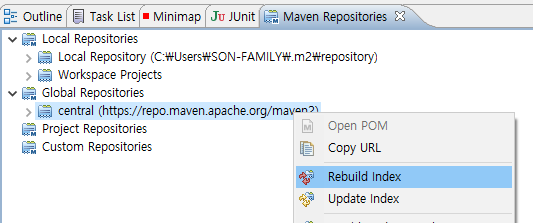 Outline Task List Minimap JUnit Maven Repositories
Local Repositories
Local Repository (C:₩Users₩SON-FAMILY₩.m2₩repository)
Workspace Projects
Global Repositories
central (https://repo.maven.apache.org/maven2)
Project Repositories
Custom Repositories
Open POM
Copy URL
Rebuild Index
Update Index